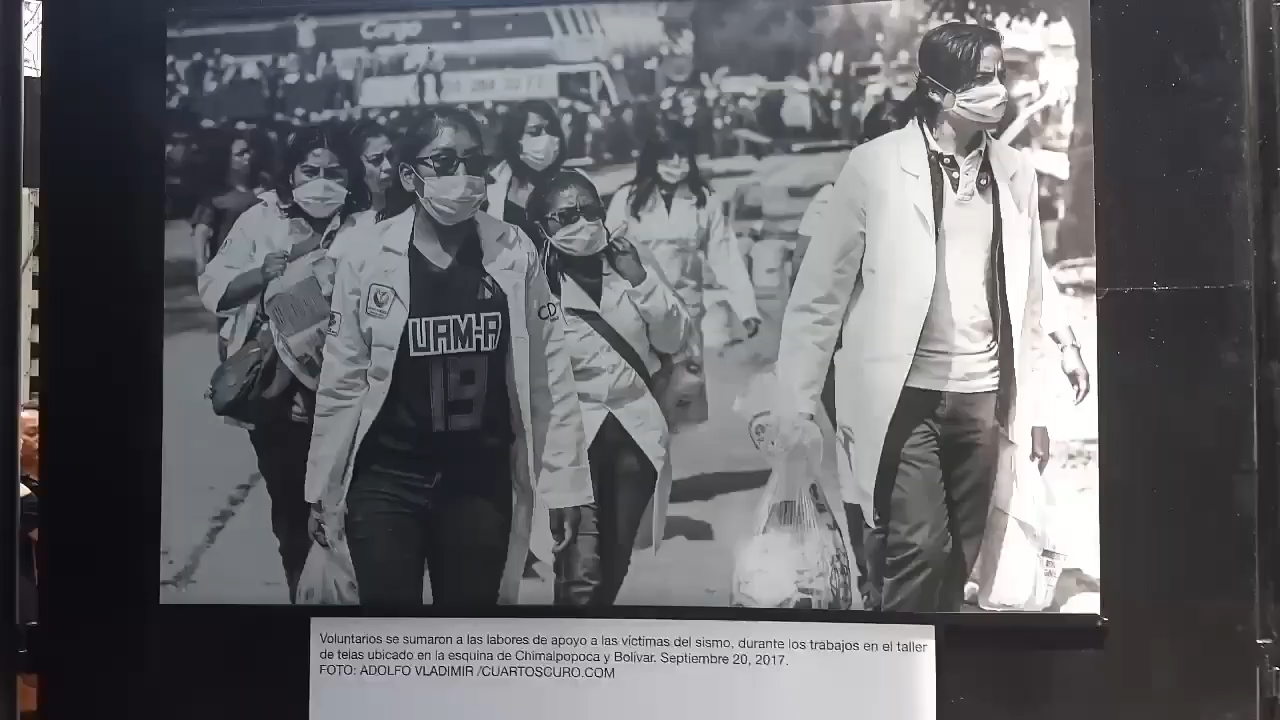 Cargo
UAM-A
19
CD
Voluntarios se sumaron a las labores de apoyo a las víctimas del sismo, durante los trabajos en el taller
de telas ubicado en la esquina de Chimalpopoca y Bolívar. Septiembre 20, 2017.
FOTO: ADOLFO VLADIMIR /CUARTOSCURO.COM